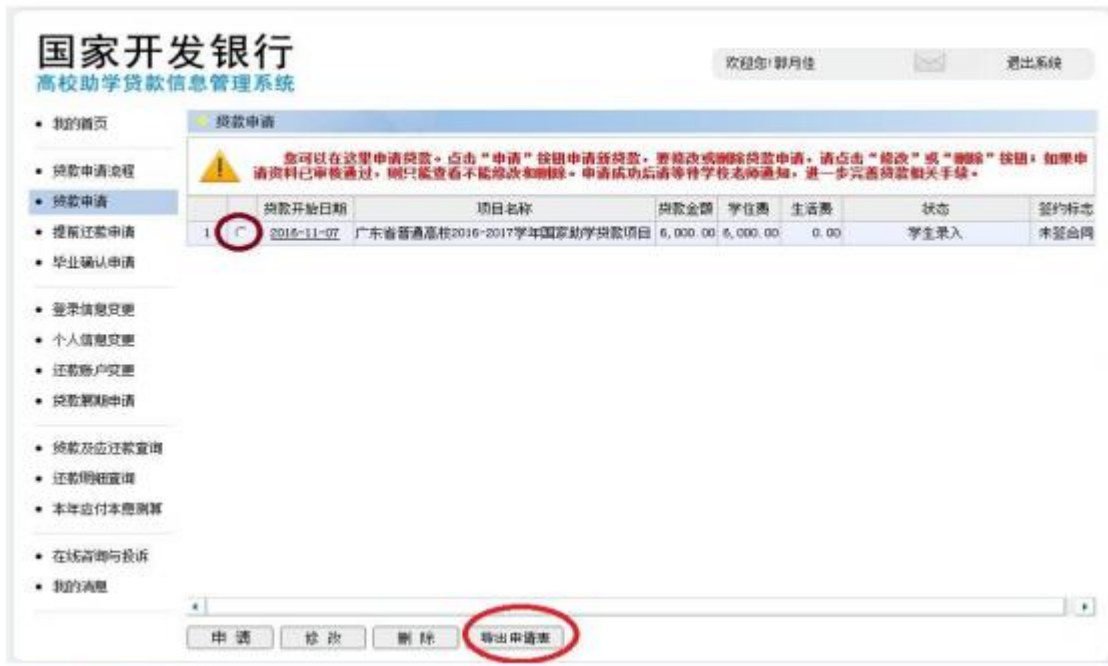 国家开发银行
高校助学贷款信息管理系统
欢迎您!郭月佳
退出系统
我的首页
贷款申请流程
贷款申请
提前还款申请
毕业确认申请
登录信息变更
个人信息变更
还款账户变更
贷款展期申请
贷款及应还款查询
还款明细查询
本年应付本息测算
在线咨询与投诉
我的消息
贷款申请
您可以在这里申请贷款。点击“申请”按钮申请新贷款,要修改或删除贷款申请,请点击“修改”或“删除”按钮;如果申
请资料已审核通过,则只能查看不能修改和删除。申请成功后请等待学校老师通知,进一步完善贷款相关手续。
贷款开始日期 项目名称 贷款金额 学住费 生活费 状态 签约标志
1 2016-11-07 广东省普通高校2016-2017学年国家助学贷款项目 6,000.00 6,000.00 0.00 学生录入 未签合同
申 请 修 改 删 除 导出申请表